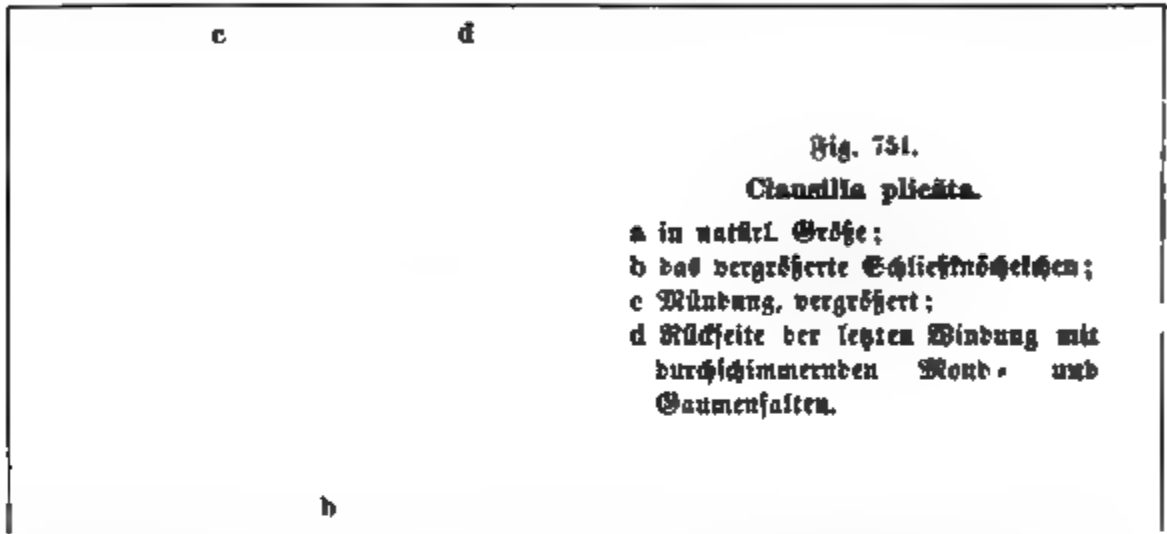 c d
Fig. 751.
Clausilia plicāta.
a in natürl. Größe;
b das vergrößerte Schließknöchelchen;
c Mündung, vergrößert;
d Rückseite der letzten Windung mit
durchschimmernden Mond- und
Gaumenfalten.
b